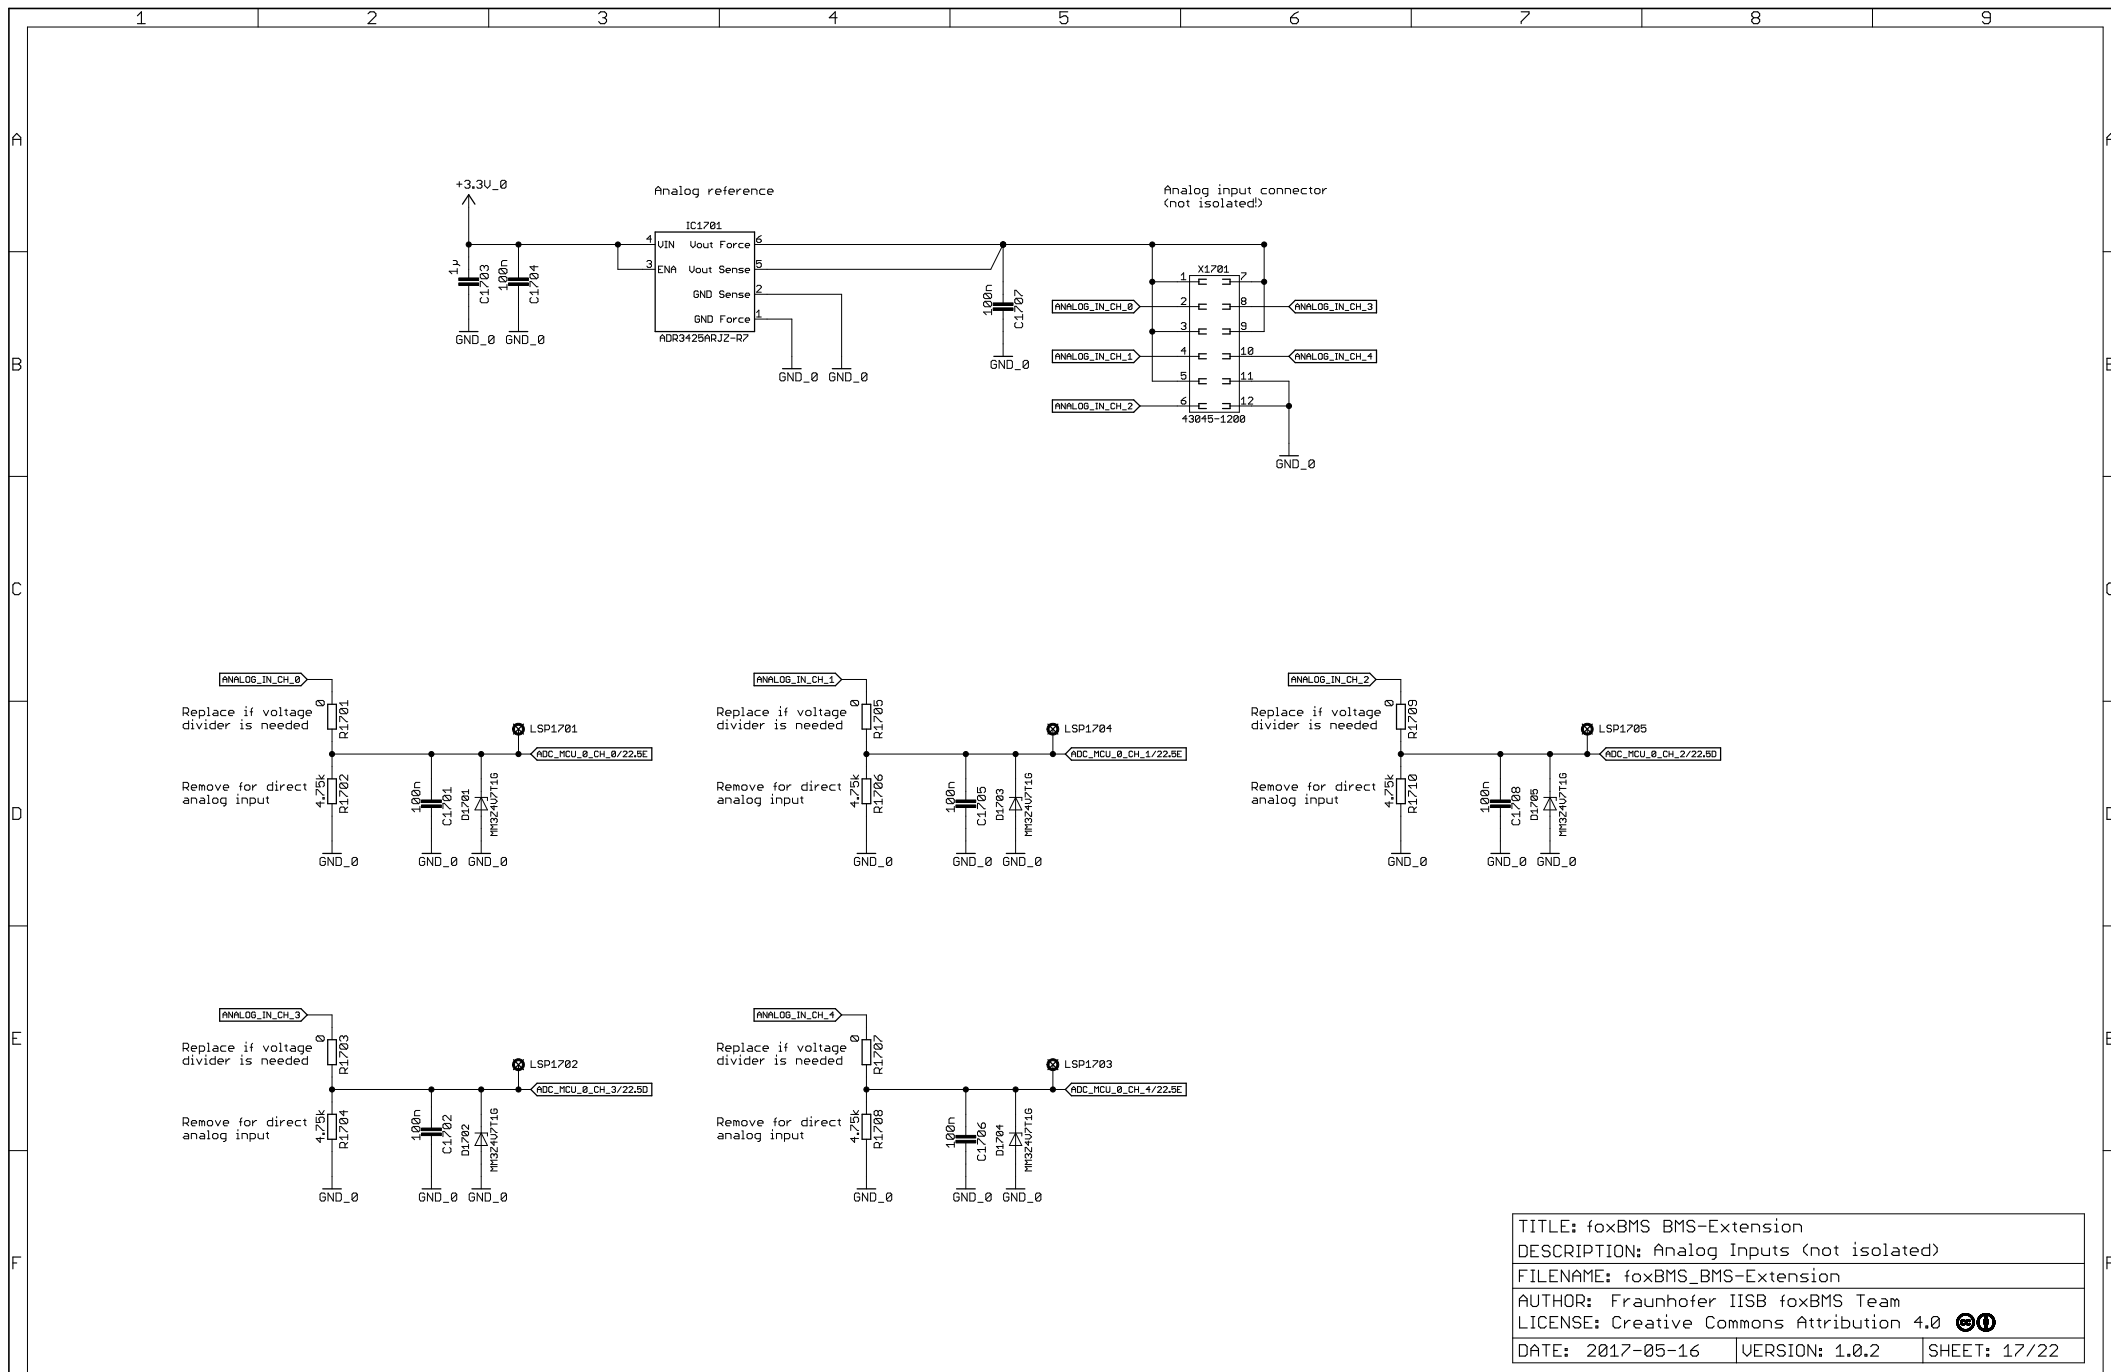 1 2 3 4 5 6 7 8 9
A
+3.3V_0
Analog reference
Analog input connector
(not isolated!)
IC1701
4 VIN Vout Force 6
3 ENA Vout Sense 5
GND Sense 2
GND Force 1
ADR3425ARJZ-R7
1µ
C1703
100n
C1704
GND_0 GND_0
GND_0 GND_0
100n
C1707
GND_0
X1701
1 7
ANALOG_IN_CH_0 2 8 ANALOG_IN_CH_3
3 9
ANALOG_IN_CH_1 4 10 ANALOG_IN_CH_4
5 11
ANALOG_IN_CH_2 6 12
43045-1200
GND_0
B
C
ANALOG_IN_CH_0
Replace if voltage
divider is needed
0
R1701
LSP1701
ADC_MCU_0_CH_0/22.5E
Remove for direct
analog input
4.75k
R1702
100n
C1701
D1701
MM3Z4V7T1G
GND_0 GND_0 GND_0
ANALOG_IN_CH_1
Replace if voltage
divider is needed
0
R1705
LSP1704
ADC_MCU_0_CH_1/22.5E
Remove for direct
analog input
4.75k
R1706
100n
C1705
D1703
MM3Z4V7T1G
GND_0 GND_0 GND_0
ANALOG_IN_CH_2
Replace if voltage
divider is needed
0
R1709
LSP1705
ADC_MCU_0_CH_2/22.5D
Remove for direct
analog input
4.75k
R1710
100n
C1708
D1705
MM3Z4V7T1G
GND_0 GND_0 GND_0
D
ANALOG_IN_CH_3
Replace if voltage
divider is needed
0
R1703
LSP1702
ADC_MCU_0_CH_3/22.5D
Remove for direct
analog input
4.75k
R1704
100n
C1702
D1702
MM3Z4V7T1G
GND_0 GND_0 GND_0
ANALOG_IN_CH_4
Replace if voltage
divider is needed
0
R1707
LSP1703
ADC_MCU_0_CH_4/22.5E
Remove for direct
analog input
4.75k
R1708
100n
C1706
D1704
MM3Z4V7T1G
GND_0 GND_0 GND_0
E
F
TITLE: foxBMS BMS-Extension
DESCRIPTION: Analog Inputs (not isolated)
FILENAME: foxBMS_BMS-Extension
AUTHOR: Fraunhofer IISB foxBMS Team
LICENSE: Creative Commons Attribution 4.0
DATE: 2017-05-16 VERSION: 1.0.2 SHEET: 17/22